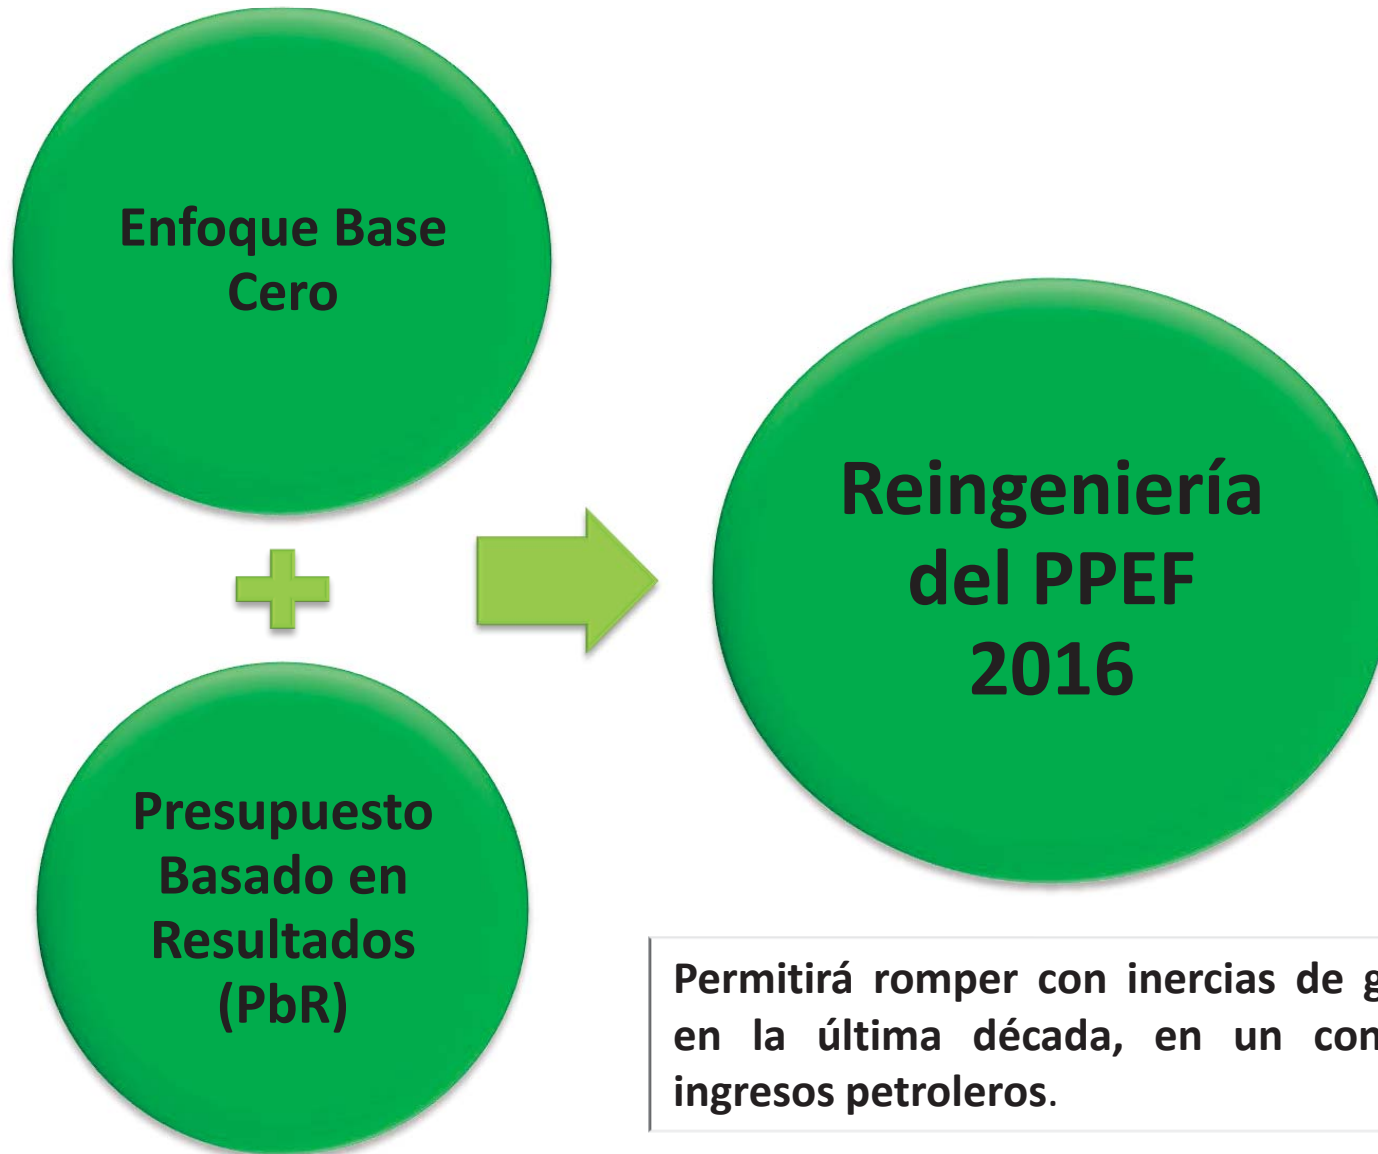 Enfoque Base
Cero
Presupuesto
Basado en
Resultados
(PbR)
Reingeniería
del PPEF
2016
Permitirá romper con inercias de
en la última década, en un
ingresos petroleros.